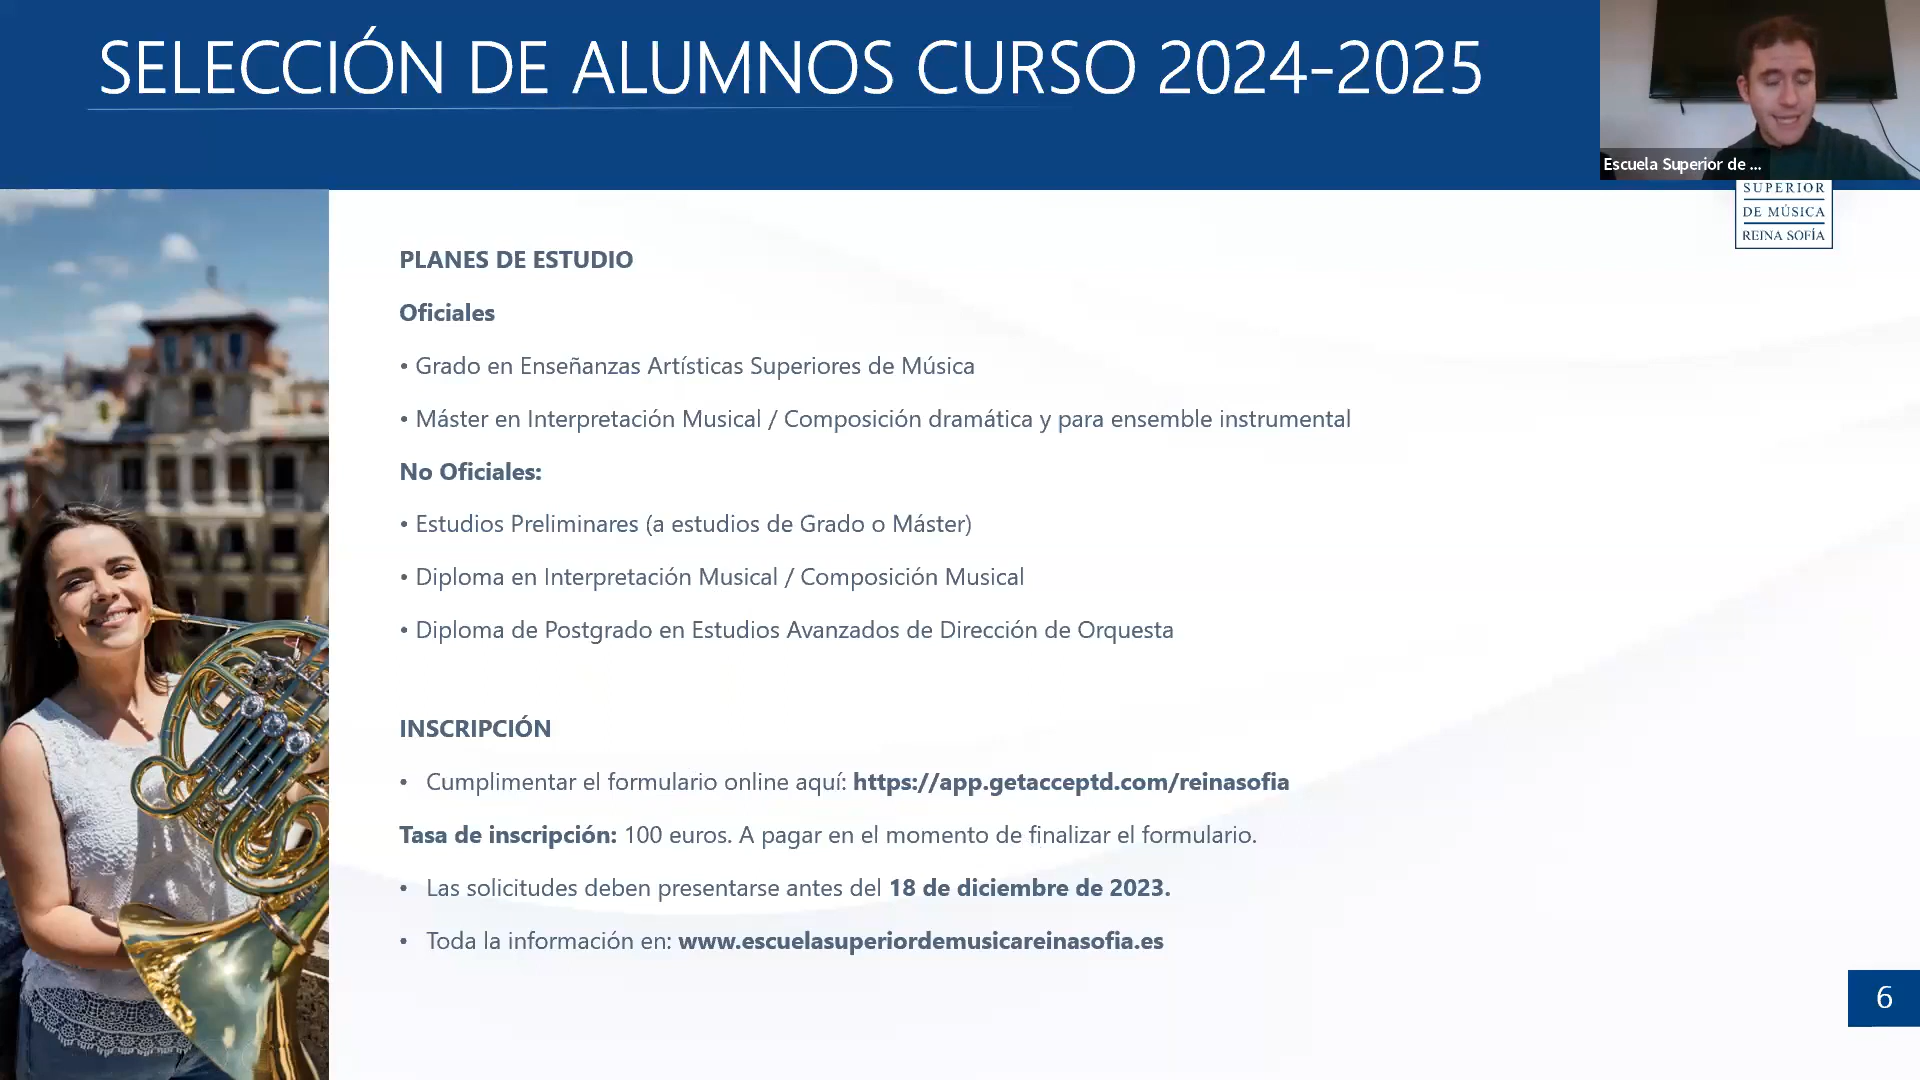 SELECCIÓN DE ALUMNOS CURSO 2024-2025
Escuela Superior de ...
SUPERIOR
DE MÚSICA
REINA SOFÍA
PLANES DE ESTUDIO
Oficiales
• Grado en Enseñanzas Artísticas Superiores de Música
• Máster en Interpretación Musical / Composición dramática y para ensemble instrumental
No Oficiales:
• Estudios Preliminares (a estudios de Grado o Máster)
• Diploma en Interpretación Musical / Composición Musical
• Diploma de Postgrado en Estudios Avanzados de Dirección de Orquesta
INSCRIPCIÓN
• Cumplimentar el formulario online aquí: https://app.getacceptd.com/reinasofia
Tasa de inscripción: 100 euros. A pagar en el momento de finalizar el formulario.
• Las solicitudes deben presentarse antes del 18 de diciembre de 2023.
• Toda la información en: www.escuelasuperiordemusicareinasofia.es
6